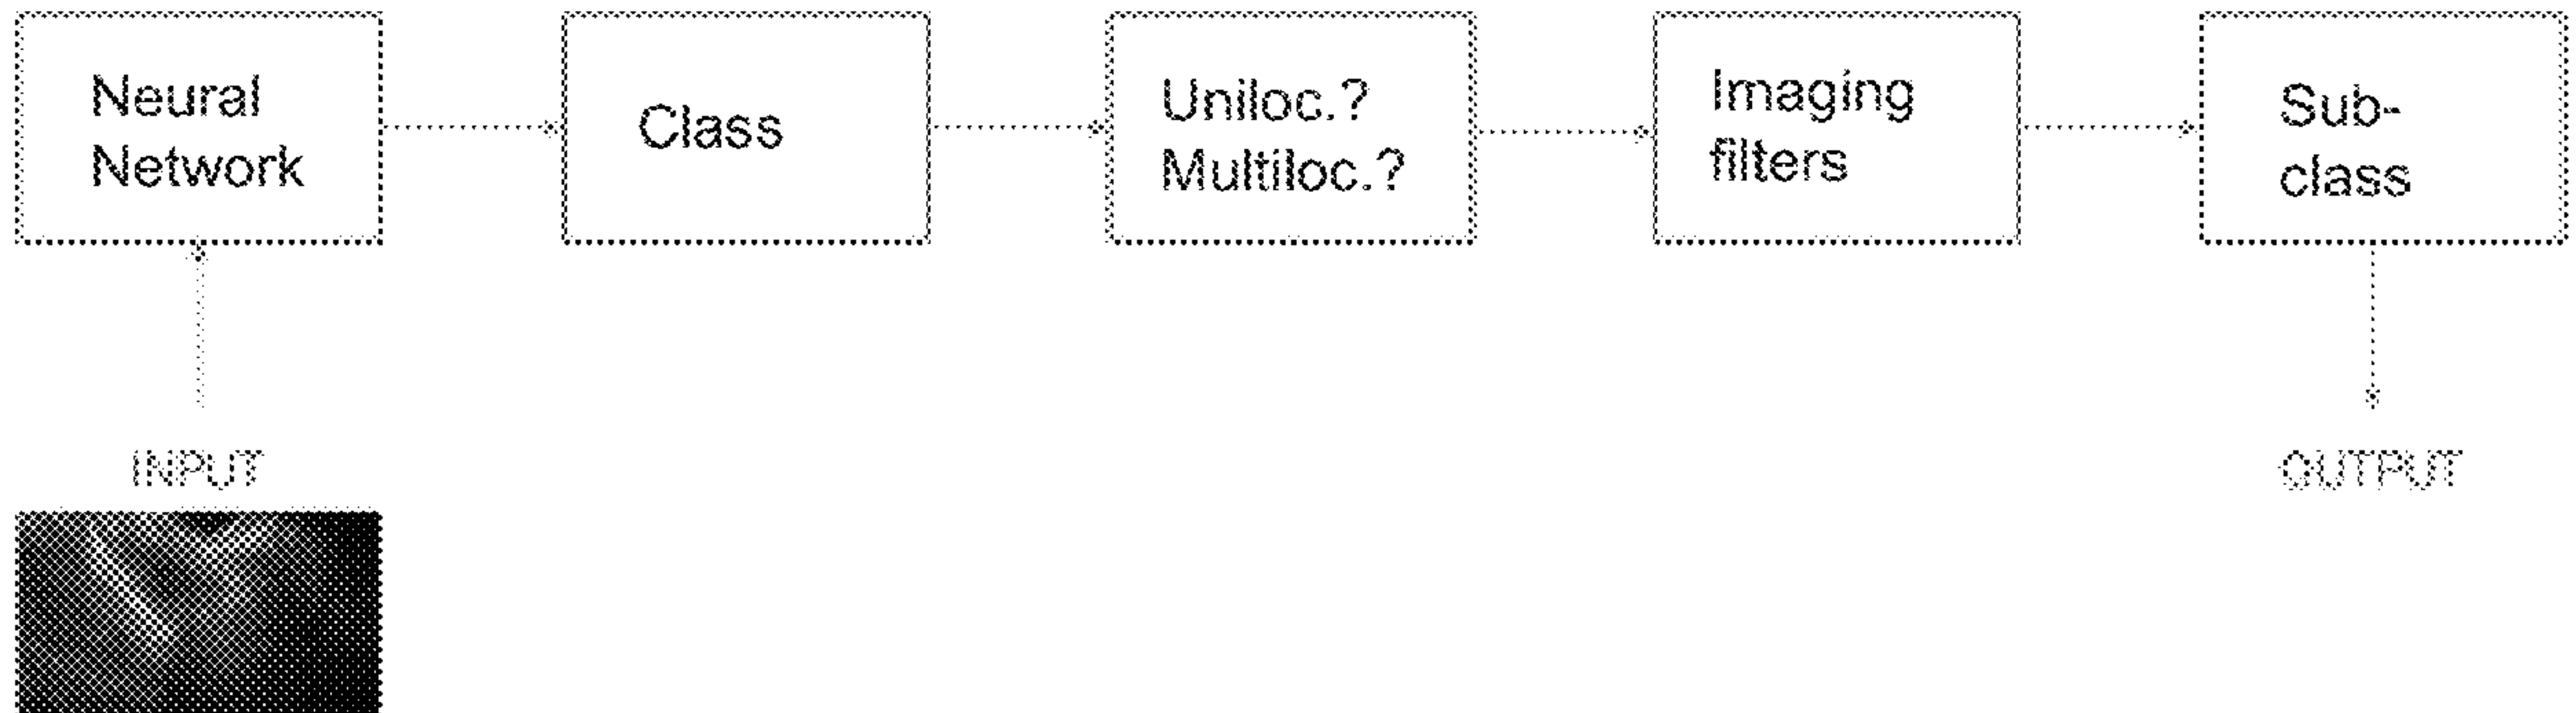 Neural
Network
Class
Uniloc.?
Multiloc.?
Imaging
filters
Sub-
class
INPUT
OUTPUT